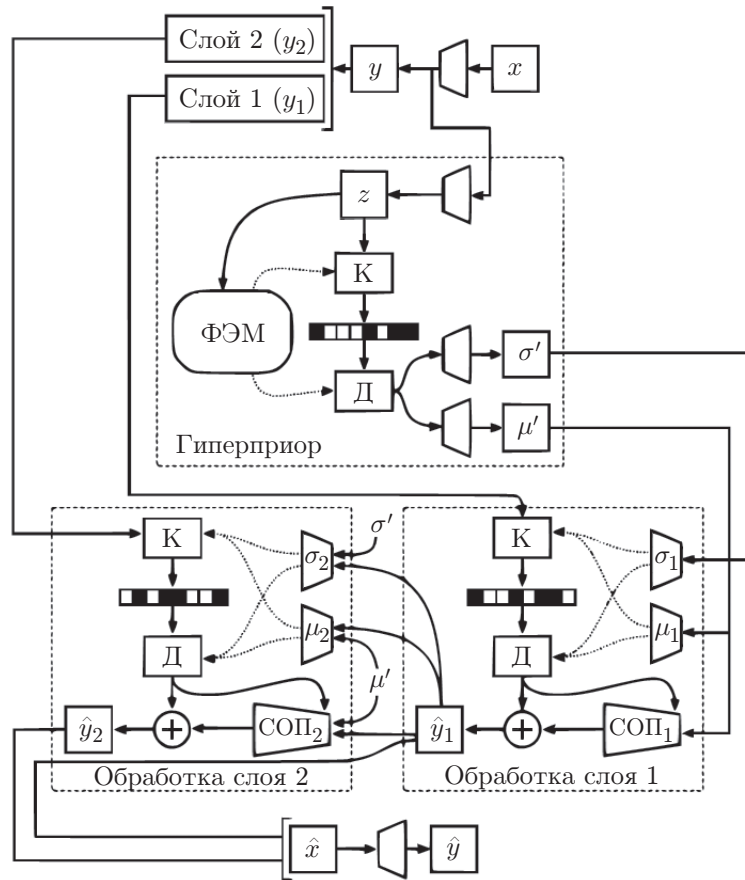 Слой 2 (y₂)
y
x
Слой 1 (y₁)
z
К
ФЭМ
σ′
Д
μ′
Гиперприор
σ′
К
σ₂
К
σ₁
μ₂
μ₁
Д
Д
μ′
ŷ₂
+
СОП₂
ŷ₁
+
СОП₁
Обработка слоя 2
Обработка слоя 1
x̂
ŷ